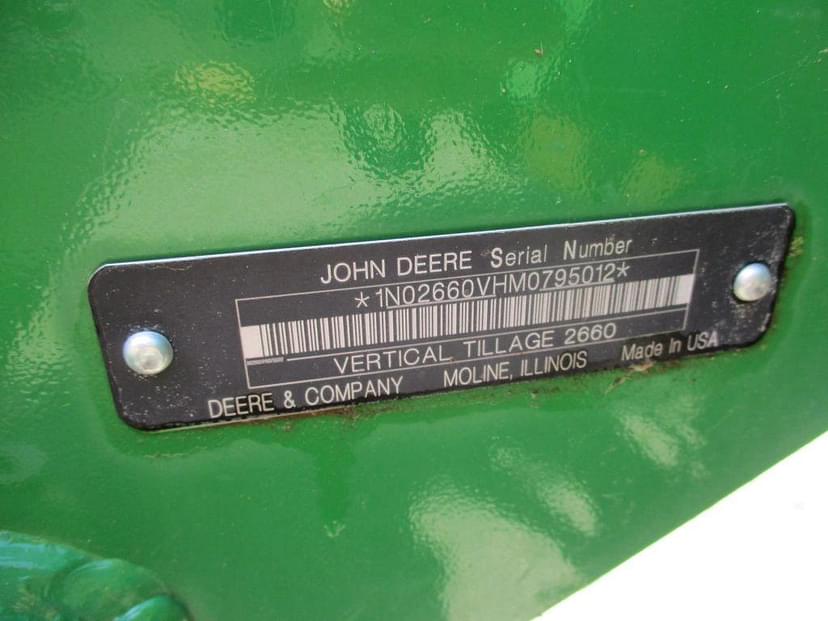 JOHN DEERE Serial Number
*1N02660VHM0795012*
VERTICAL TILLAGE 2660
DEERE & COMPANY MOLINE, ILLINOIS Made In USA